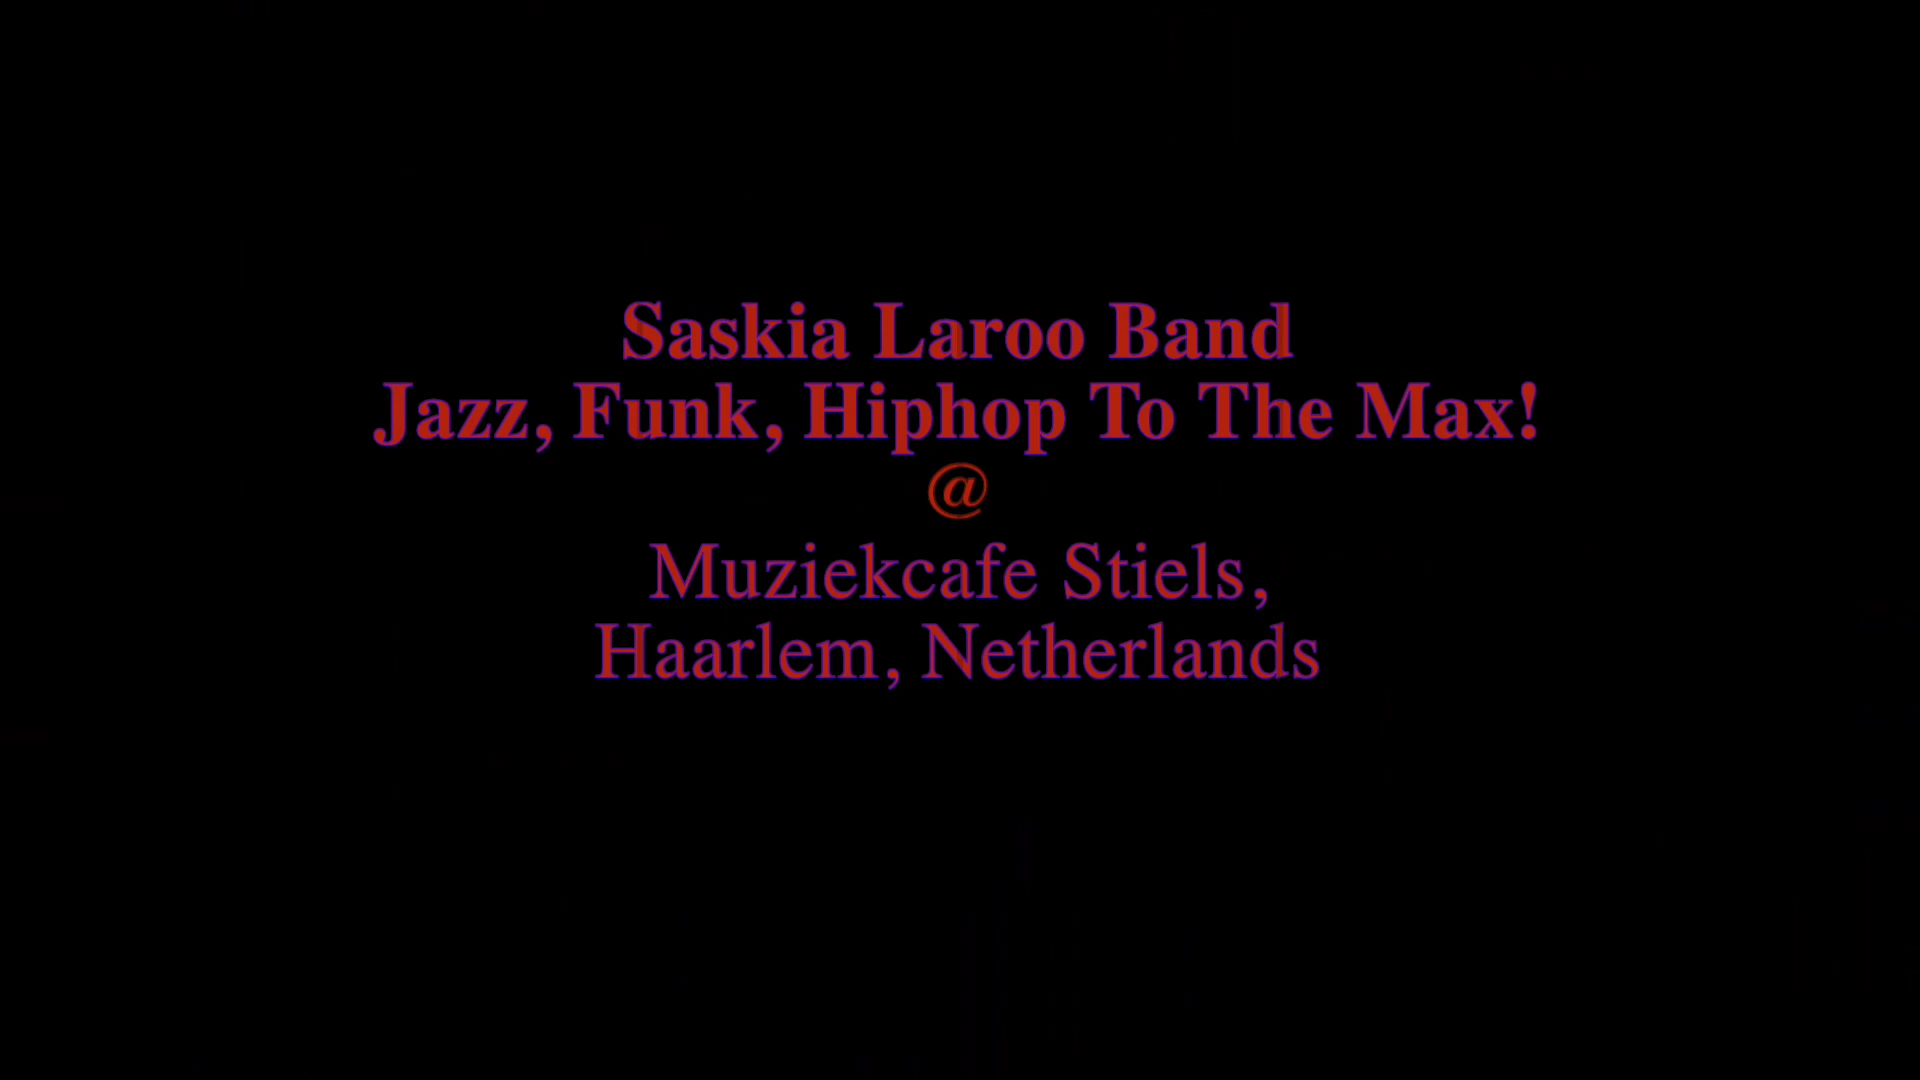 Saskia Laroo Band
Jazz, Funk, Hiphop To The Max!
@
Muziekcafe Stiels,
Haarlem, Netherlands